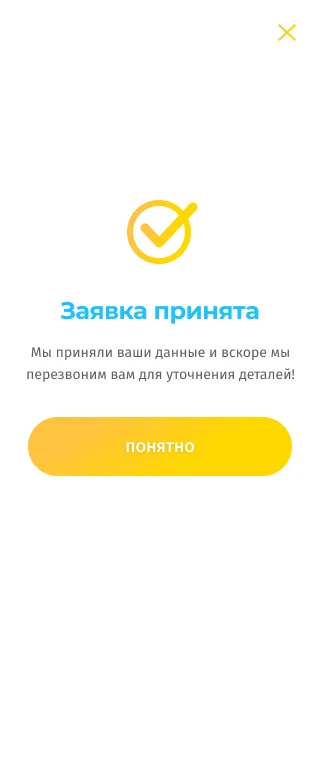 Заявка принята
Мы приняли ваши данные и вскоре мы
перезвоним вам для уточнения деталей!
ПОНЯТНО